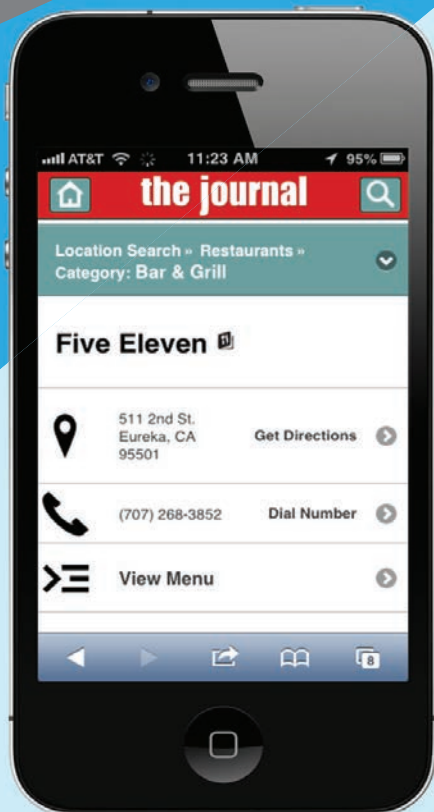 AT&T 11:23 AM 95%
the journal
Location Search » Restaurants »
Category: Bar & Grill
Five Eleven
511 2nd St.
Eureka, CA
95501
Get Directions
(707) 268-3852
Dial Number
View Menu
8